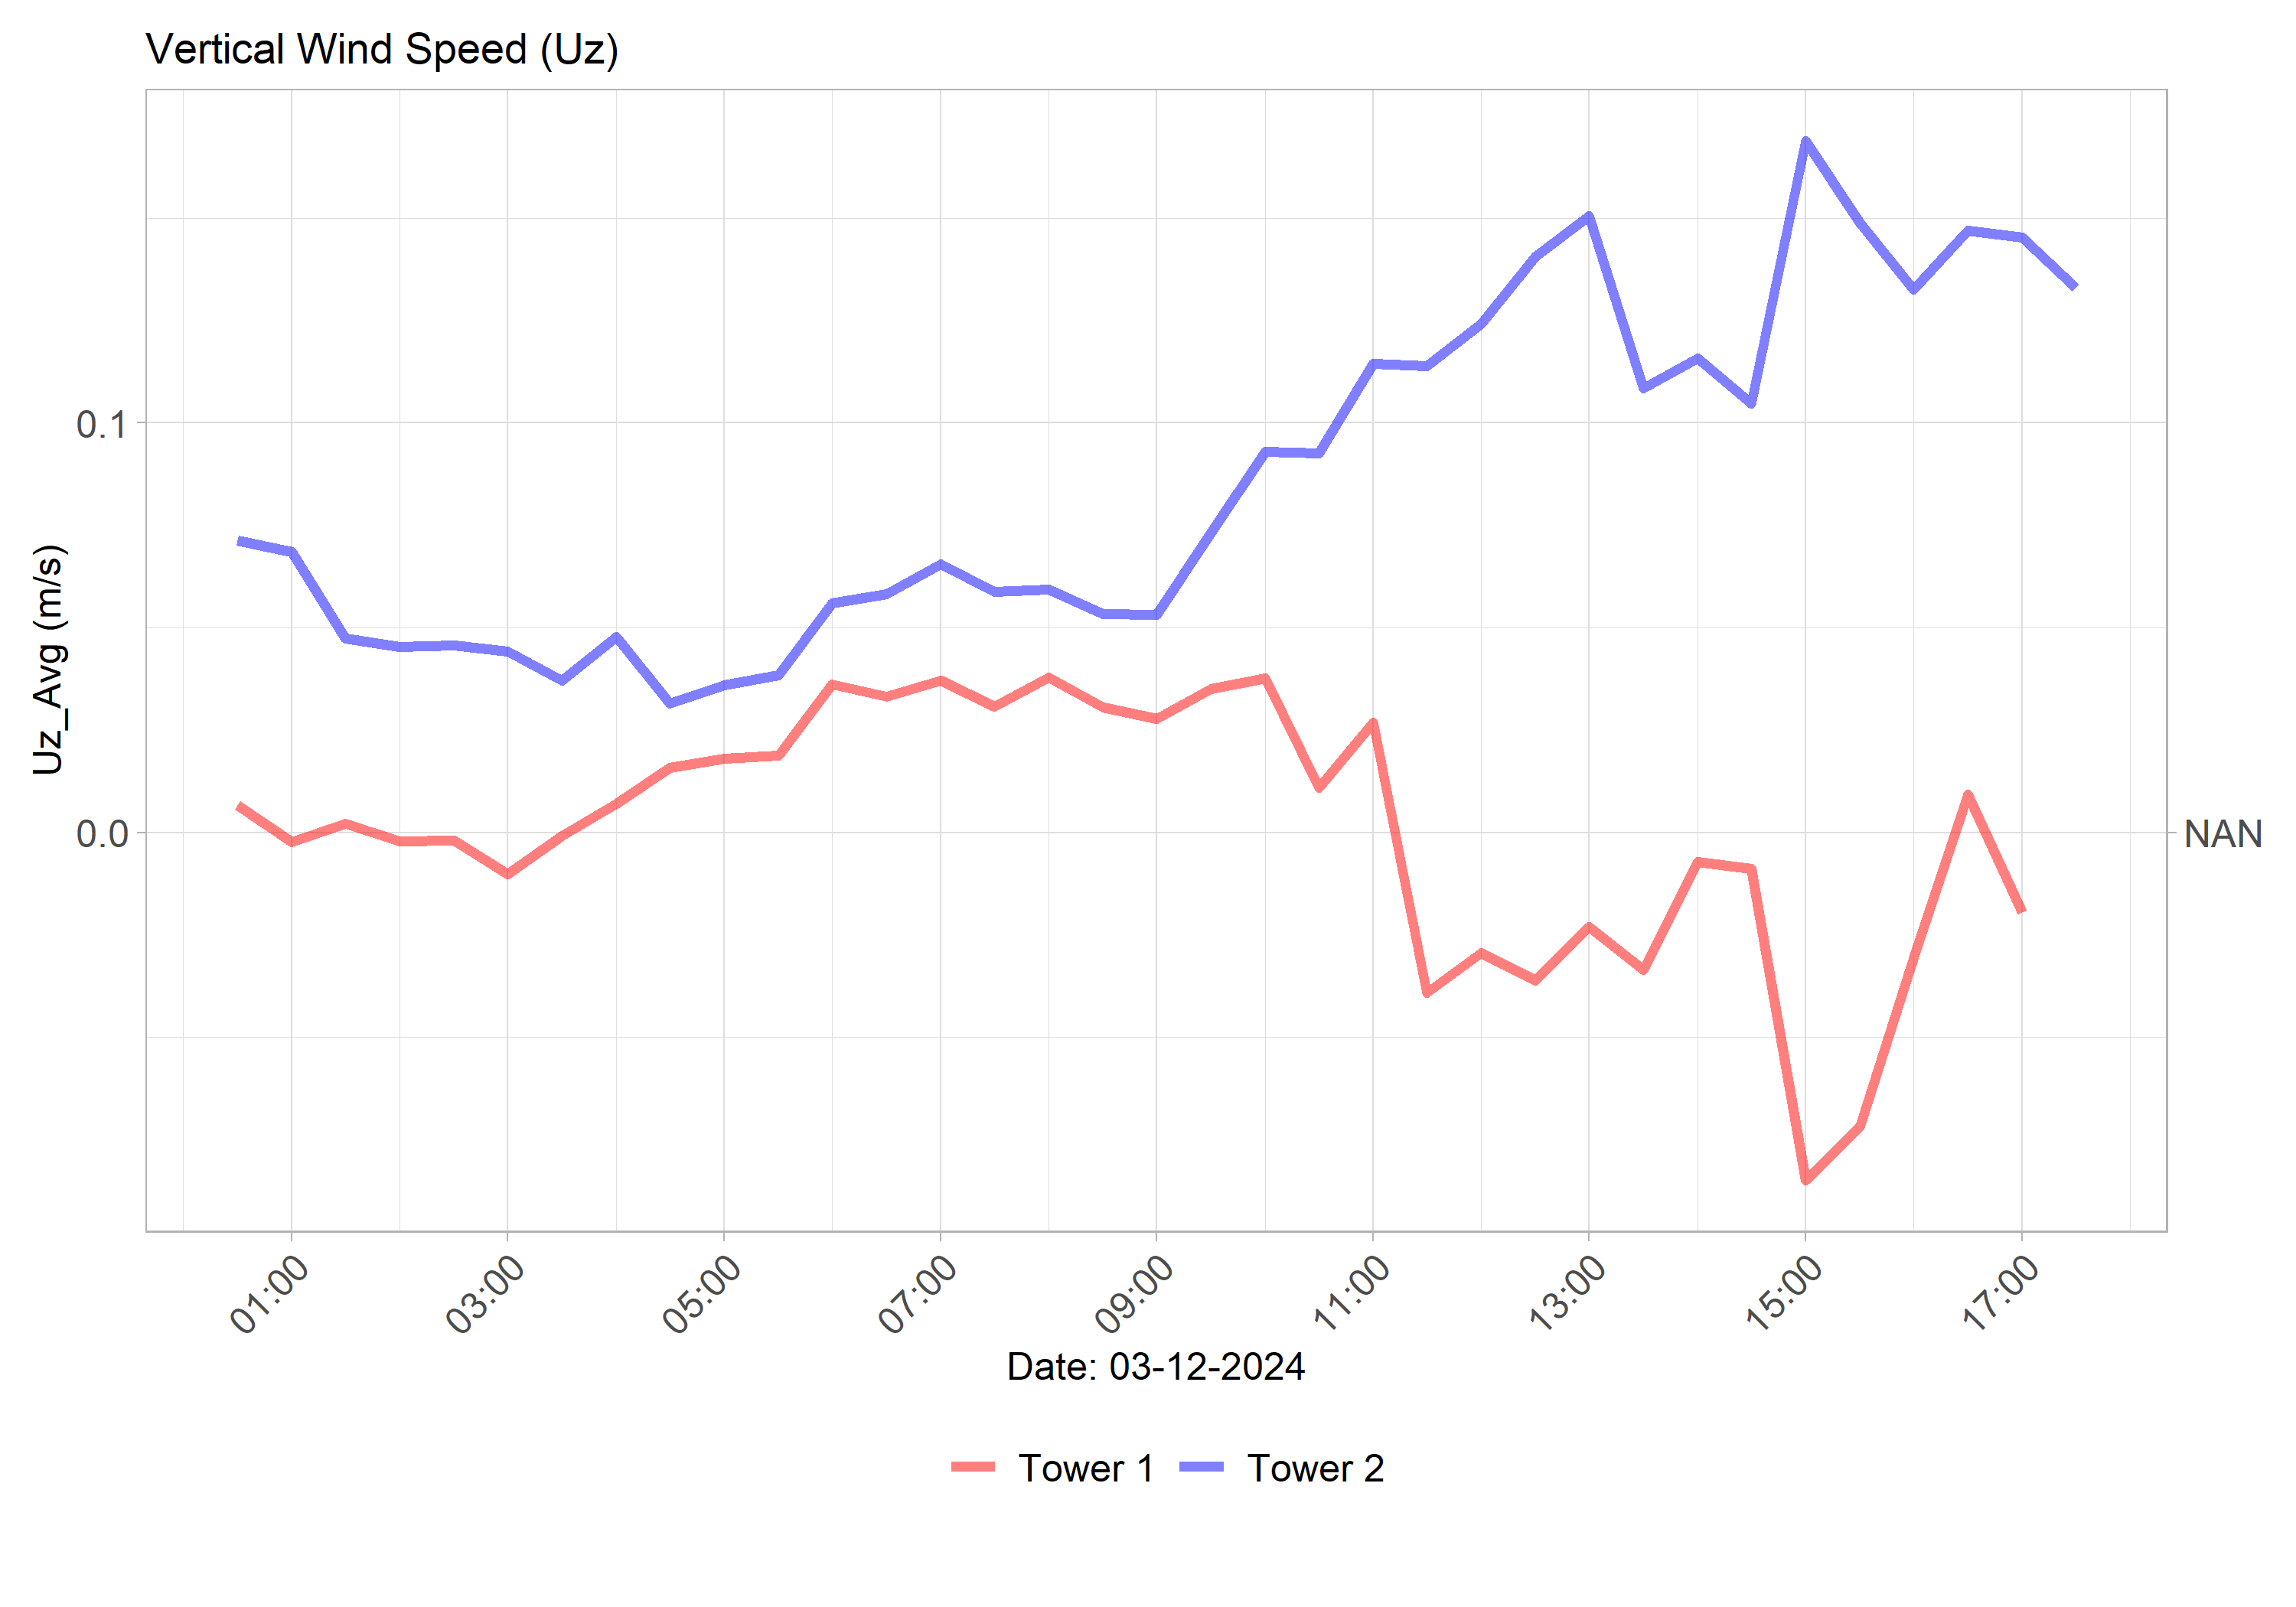 Vertical Wind Speed (Uz)
Uz_Avg (m/s)
0.1
0.0
NAN
01:00
03:00
05:00
07:00
09:00
11:00
13:00
15:00
17:00
Date: 03-12-2024
Tower 1
Tower 2